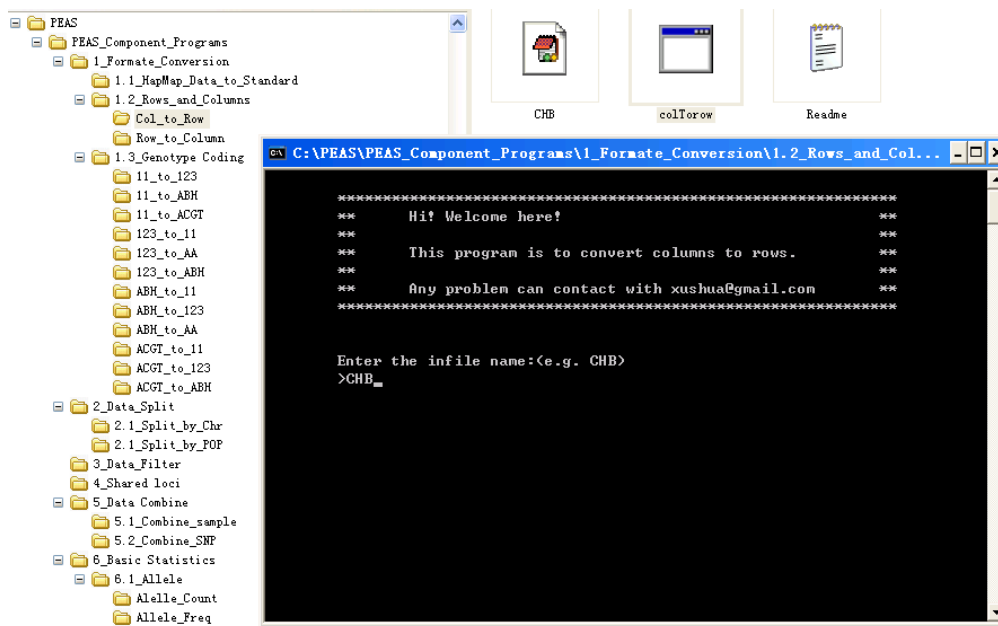 PEAS
PEAS_Component_Programs
1_Formate_Conversion
1.1_HapMap_Data_to_Standard
1.2_Rows_and_Columns
Col_to_Row
Row_to_Column
1.3_Genotype Coding
11_to_123
11_to_ABH
11_to_ACGT
123_to_11
123_to_AA
123_to_ABH
ABH_to_11
ABH_to_123
ABH_to_AA
ACGT_to_11
ACGT_to_123
ACGT_to_ABH
2_Data_Split
2.1_Split_by_Chr
2.1_Split_by_POP
3_Data_Filter
4_Shared loci
5_Data Combine
5.1_Combine_sample
5.2_Combine_SNP
6_Basic Statistics
6.1_Allele
Alelle_Count
Allele_Freq
CHB
colTorow
Readme
C:\PEAS\PEAS_Component_Programs\1_Formate_Conversion\1.2_Rows_and_Col...
**************************************************************
** Hi! Welcome here! **
** **
** This program is to convert columns to rows. **
** **
** Any problem can contact with xushua@gmail.com **
**************************************************************
Enter the infile name:(e.g. CHB)
>CHB_